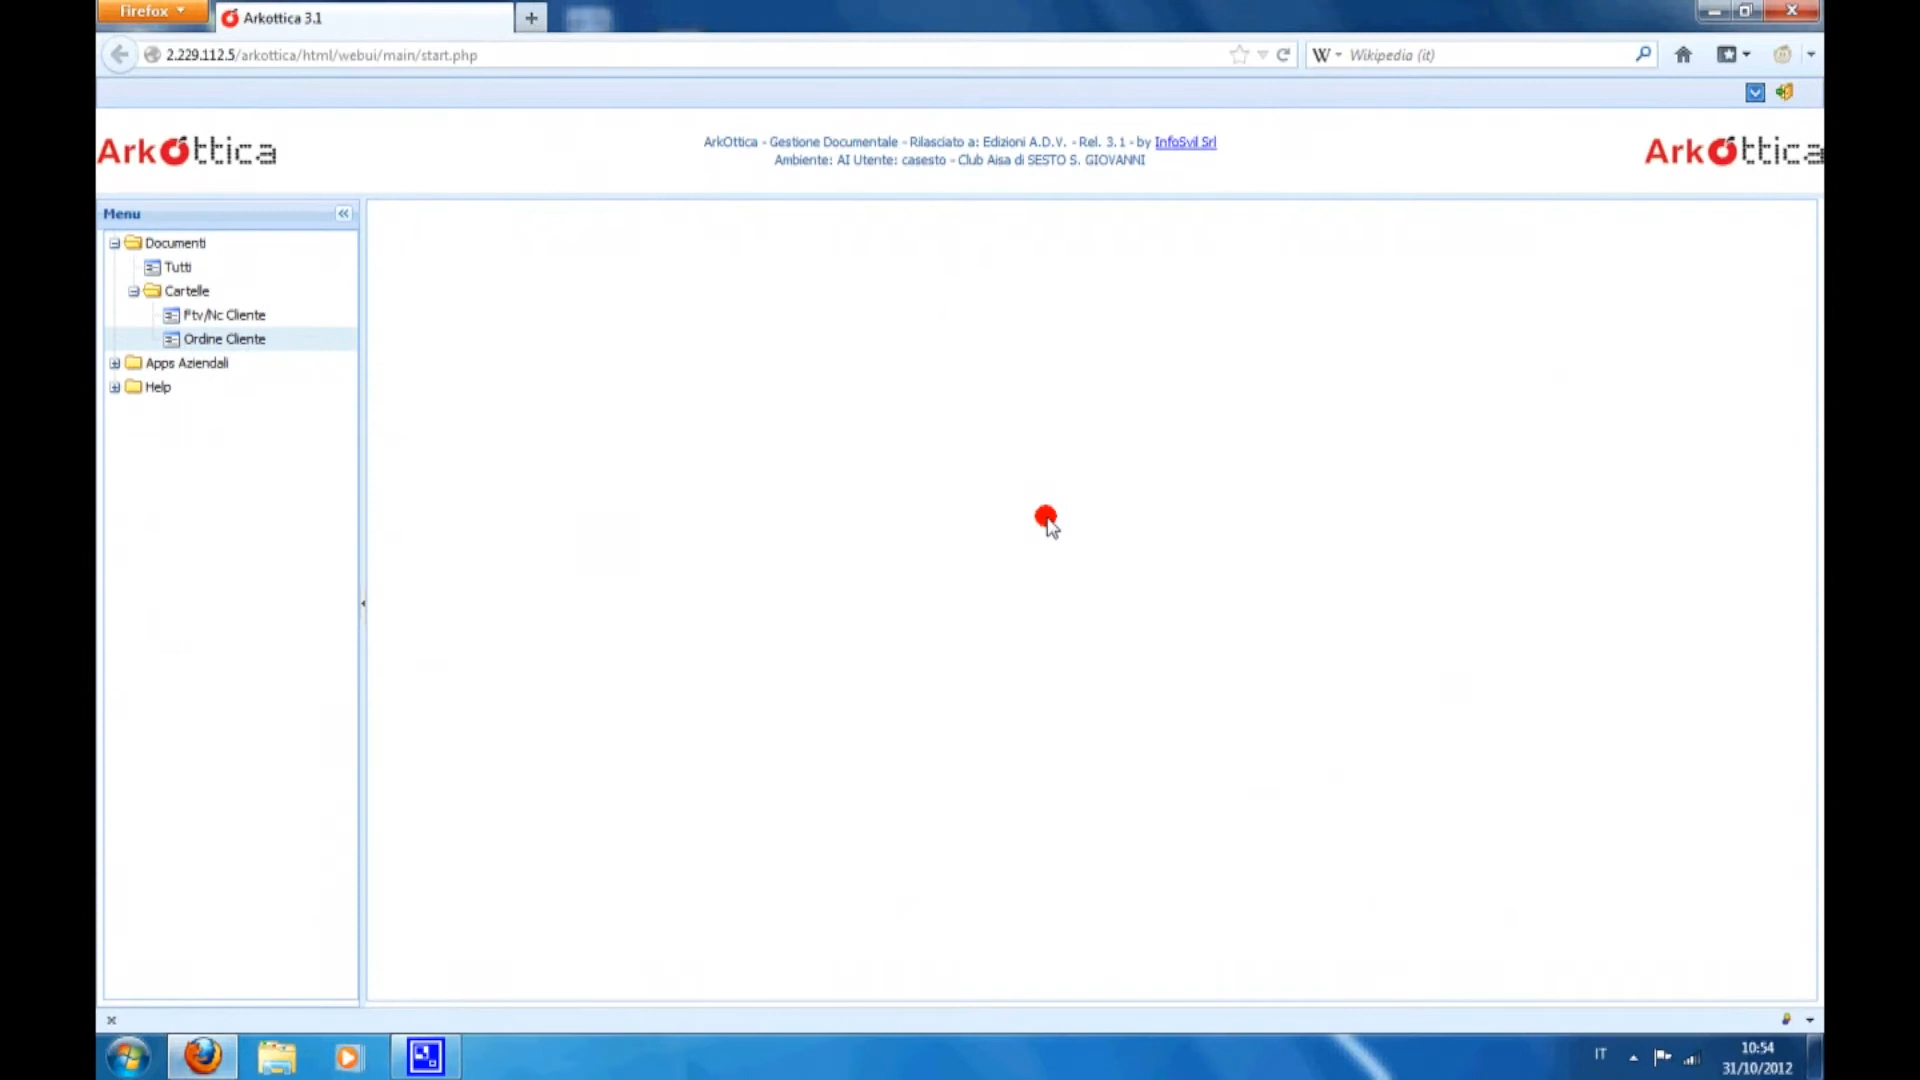 Firefox
Arkottica 3.1
2.229.112.5/arkottica/html/webui/main/start.php
W
Wikipedia (it)
ArkOttica
ArkOttica - Gestione Documentale - Rilasciato a: Edizioni A.D.V. - Rel. 3.1 - by InfoSvil Srl
Ambiente: AI Utente: casesto - Club Aisa di SESTO S. GIOVANNI
ArkOttica
Menu
Documenti
Tutti
Cartelle
Ftv/Nc Cliente
Ordine Cliente
Apps Aziendali
Help
IT
10:54
31/10/2012